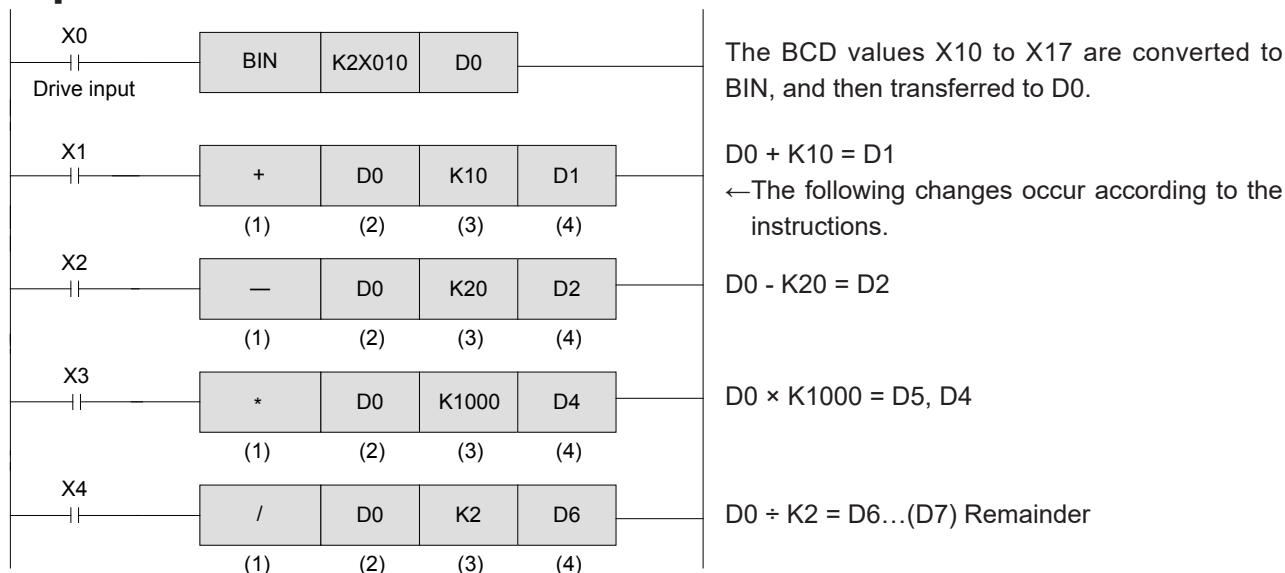 X0
BIN K2X010 D0
Drive input
The BCD values X10 to X17 are converted to
BIN, and then transferred to D0.
X1
+ D0 K10 D1
(1) (2) (3) (4)
D0 + K10 = D1
←The following changes occur according to the
instructions.
X2
— D0 K20 D2
(1) (2) (3) (4)
D0 - K20 = D2
X3
* D0 K1000 D4
(1) (2) (3) (4)
D0 × K1000 = D5, D4
X4
/ D0 K2 D6
(1) (2) (3) (4)
D0 ÷ K2 = D6…(D7) Remainder